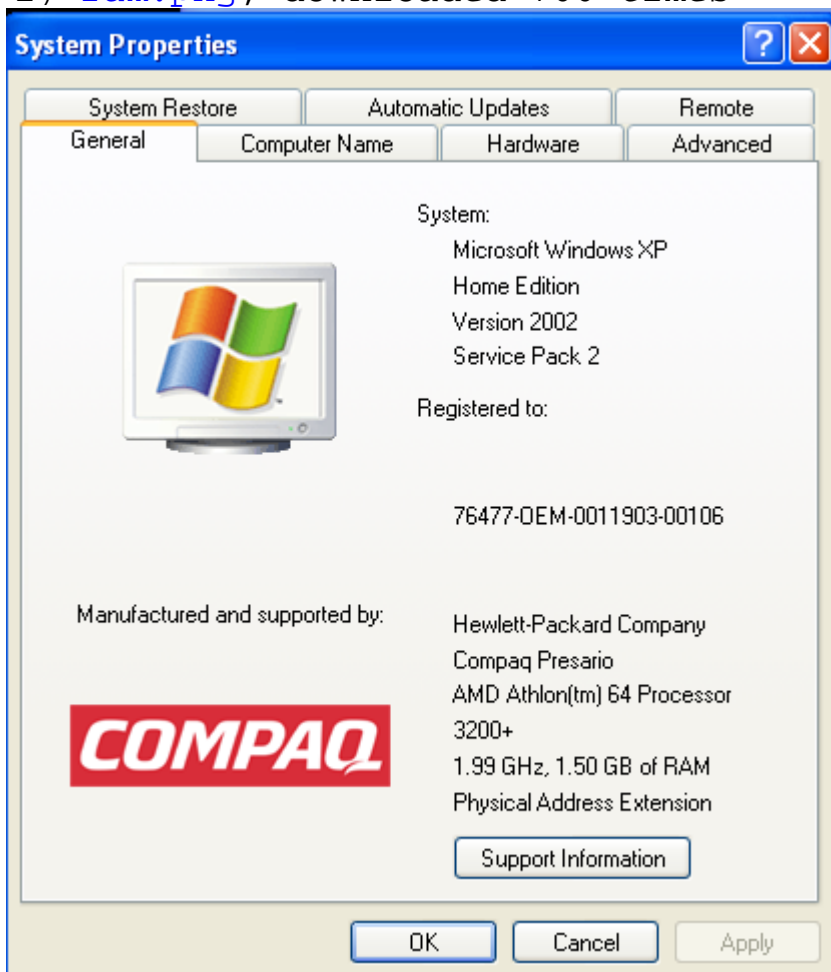 System Properties
System Restore Automatic Updates Remote
General Computer Name Hardware Advanced
System:
Microsoft Windows XP
Home Edition
Version 2002
Service Pack 2
Registered to:
76477-OEM-0011903-00106
Manufactured and supported by:
Hewlett-Packard Company
Compaq Presario
AMD Athlon(tm) 64 Processor
3200+
1.99 GHz, 1.50 GB of RAM
Physical Address Extension
COMPAQ
Support Information
OK Cancel Apply